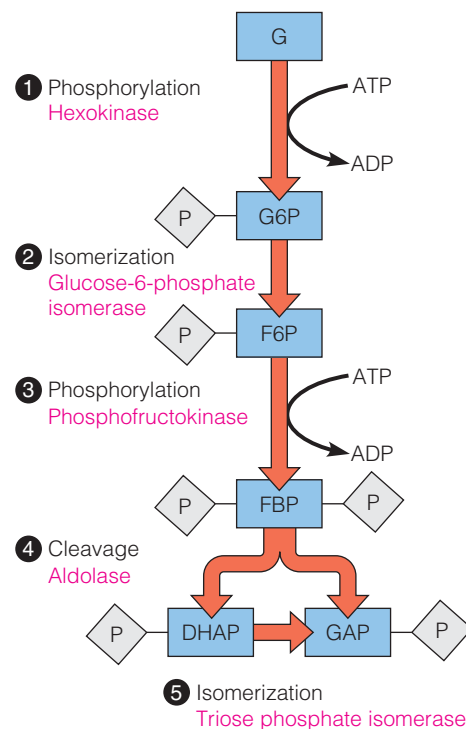 G
1 Phosphorylation
Hexokinase
ATP
ADP
P
G6P
2 Isomerization
Glucose-6-phosphate
isomerase
P
F6P
3 Phosphorylation
Phosphofructokinase
ATP
ADP
P
FBP
P
4 Cleavage
Aldolase
P
DHAP
GAP
P
5 Isomerization
Triose phosphate isomerase